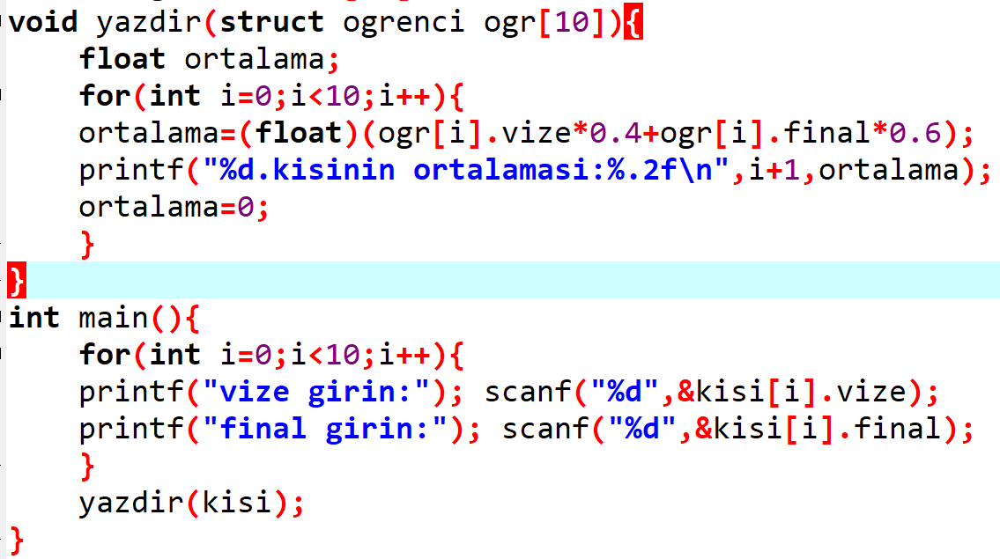 void yazdir(struct ogrenci ogr[10]){
float ortalama;
for(int i=0;i<10;i++){
ortalama=(float)(ogr[i].vize*0.4+ogr[i].final*0.6);
printf("%d.kisinin ortalamasi:%.2f\n",i+1,ortalama);
ortalama=0;
}
}
int main(){
for(int i=0;i<10;i++){
printf("vize girin:"); scanf("%d",&kisi[i].vize);
printf("final girin:"); scanf("%d",&kisi[i].final);
}
yazdir(kisi);
}